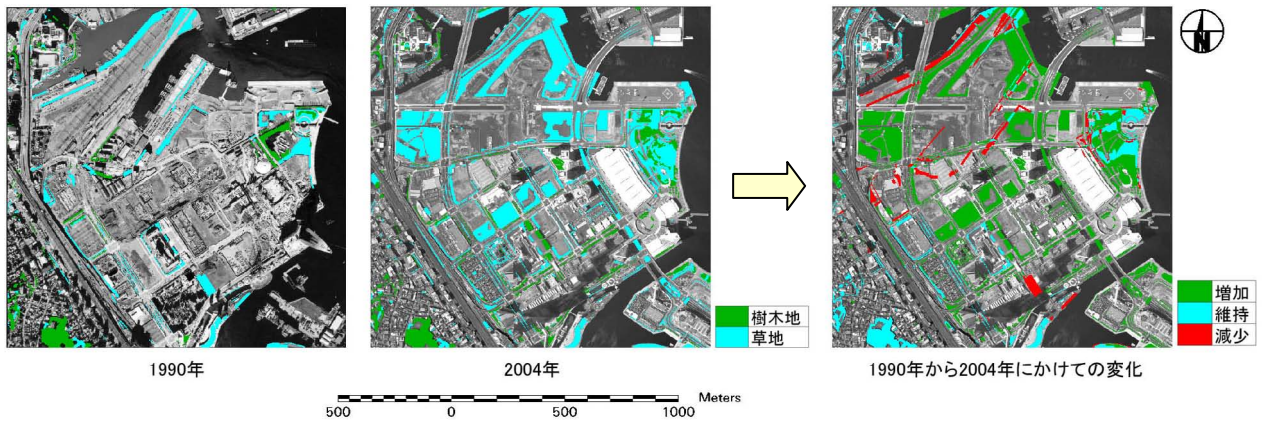 N
樹木地
草地
増加
維持
減少
1990年
2004年
1990年から2004年にかけての変化
500 0 500 1000 Meters